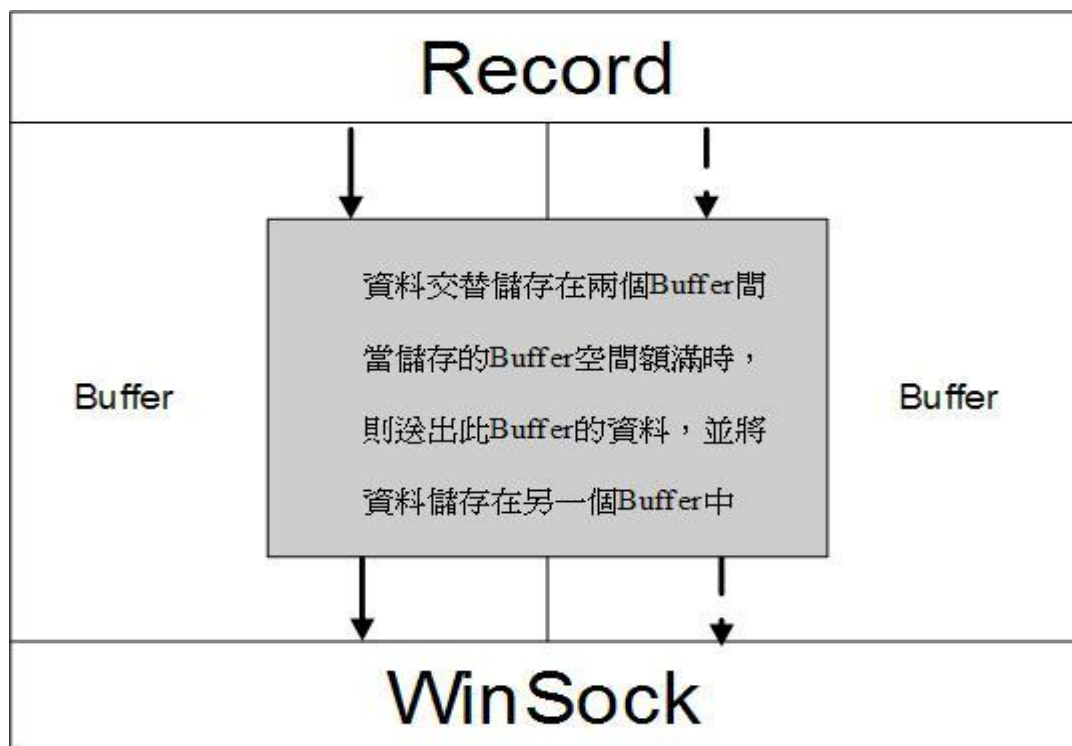 Record
資料交替儲存在兩個Buffer間
當儲存的Buffer空間額滿時，
Buffer
則送出此Buffer的資料，並將
Buffer
資料儲存在另一個Buffer中
WinSock